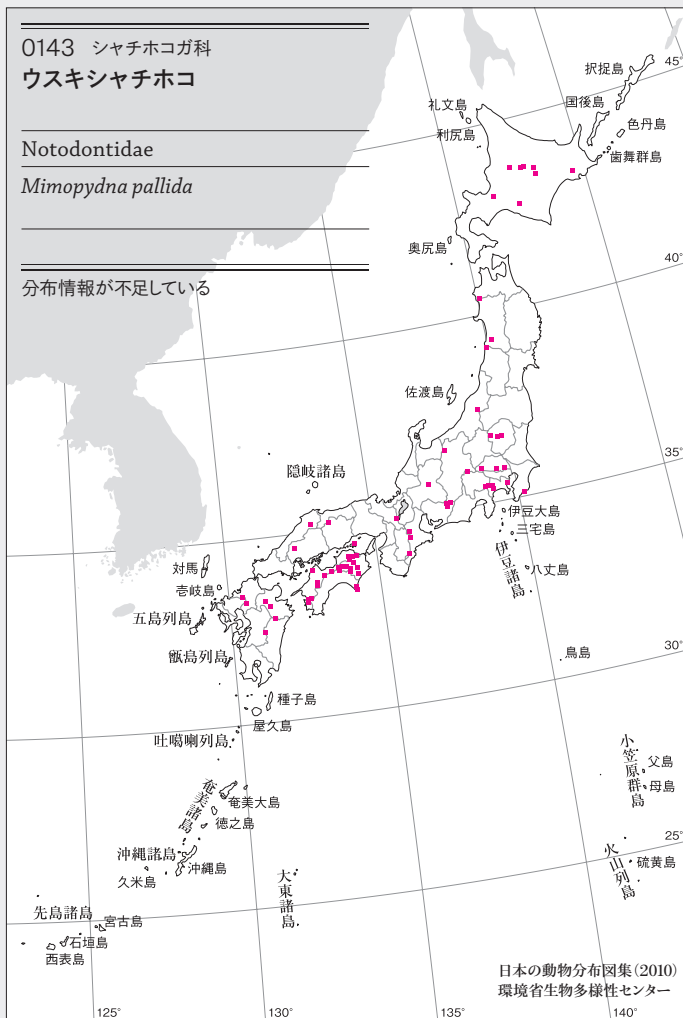 0143 シャチホコガ科
ウスキシャチホコ
Notodontidae
Mimopydna pallida
分布情報が不足している
択捉島
45°
国後島
礼文島
色丹島
利尻島
歯舞群島
奥尻島
40°
佐渡島
35°
隠岐諸島
伊豆大島
三宅島
伊豆諸島
八丈島
対馬
壱岐島
五島列島
甑島列島
鳥島
30°
種子島
屋久島
吐噶喇列島
小笠原群島
父島
母島
奄美諸島
奄美大島
徳之島
25°
沖縄諸島
沖縄島
久米島
大東諸島
火山列島
硫黄島
先島諸島
宮古島
石垣島
西表島
日本の動物分布図集(2010)
環境省生物多様性センター
125°
130°
135°
140°